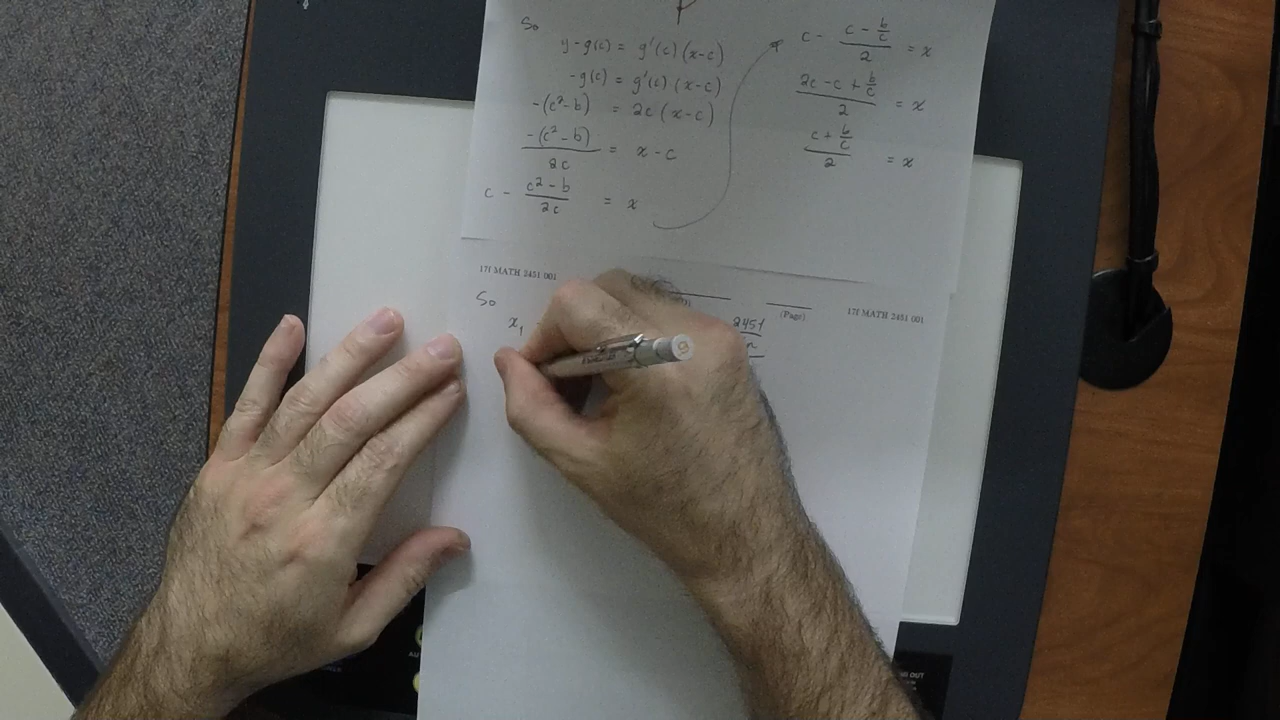 So
y-g(c) = g'(c) (x-c)
-g(c) = g'(c) (x-c)
-(c²-b) = 2c (x-c)
-(c²-b) / 2c = x - c
c - (c²-b) / 2c = x
c - (c - b/c) / 2 = x
(2c - c + b/c) / 2 = x
(c + b/c) / 2 = x
17f MATH 2451 001
(Page)
17f MATH 2451 001
So
x₁
2451